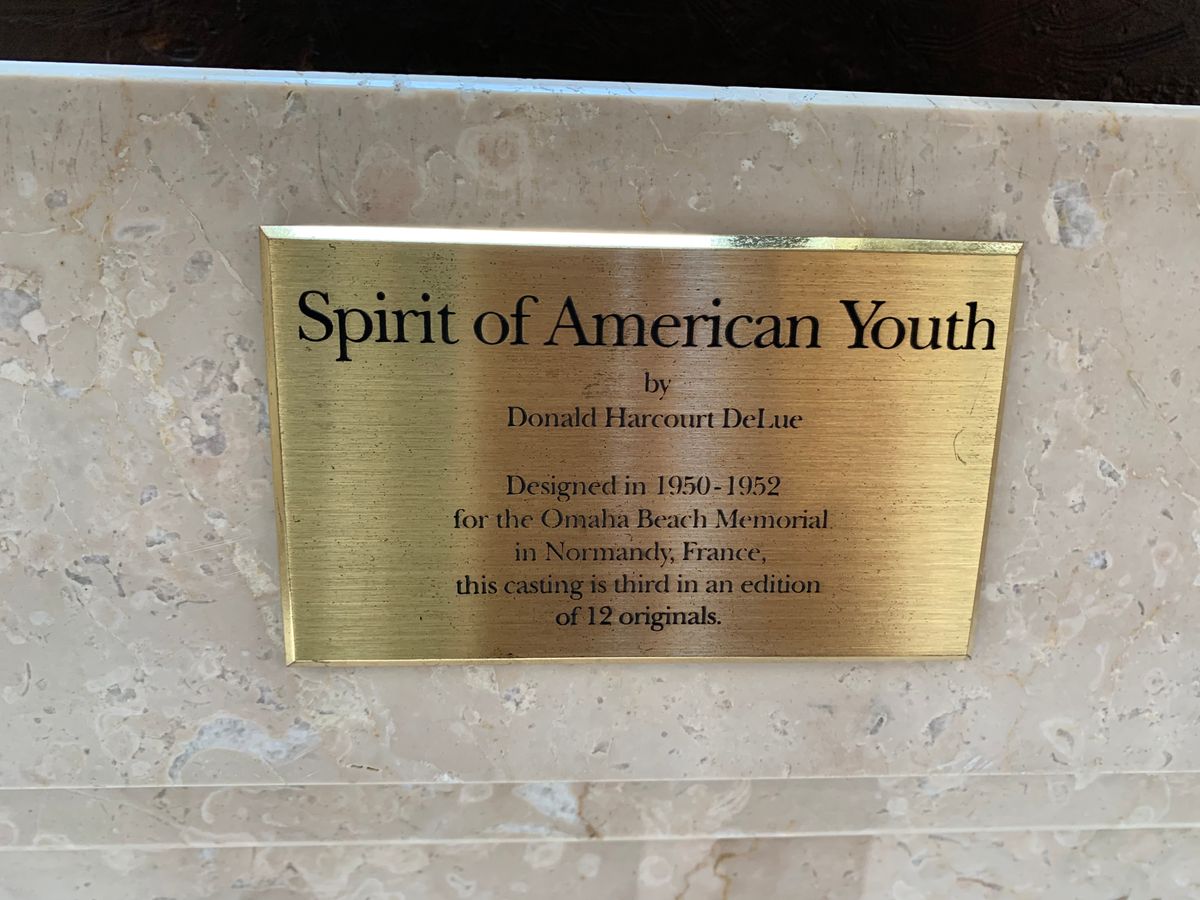 Spirit of American Youth
by
Donald Harcourt DeLue
Designed in 1950-1952
for the Omaha Beach Memorial
in Normandy, France,
this casting is third in an edition
of 12 originals.